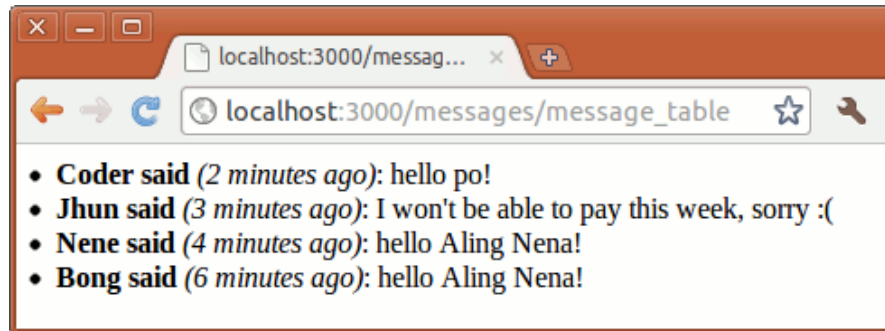 localhost:3000/messag...
localhost:3000/messages/message_table
Coder said (2 minutes ago): hello po!
Jhun said (3 minutes ago): I won't be able to pay this week, sorry :(
Nene said (4 minutes ago): hello Aling Nena!
Bong said (6 minutes ago): hello Aling Nena!